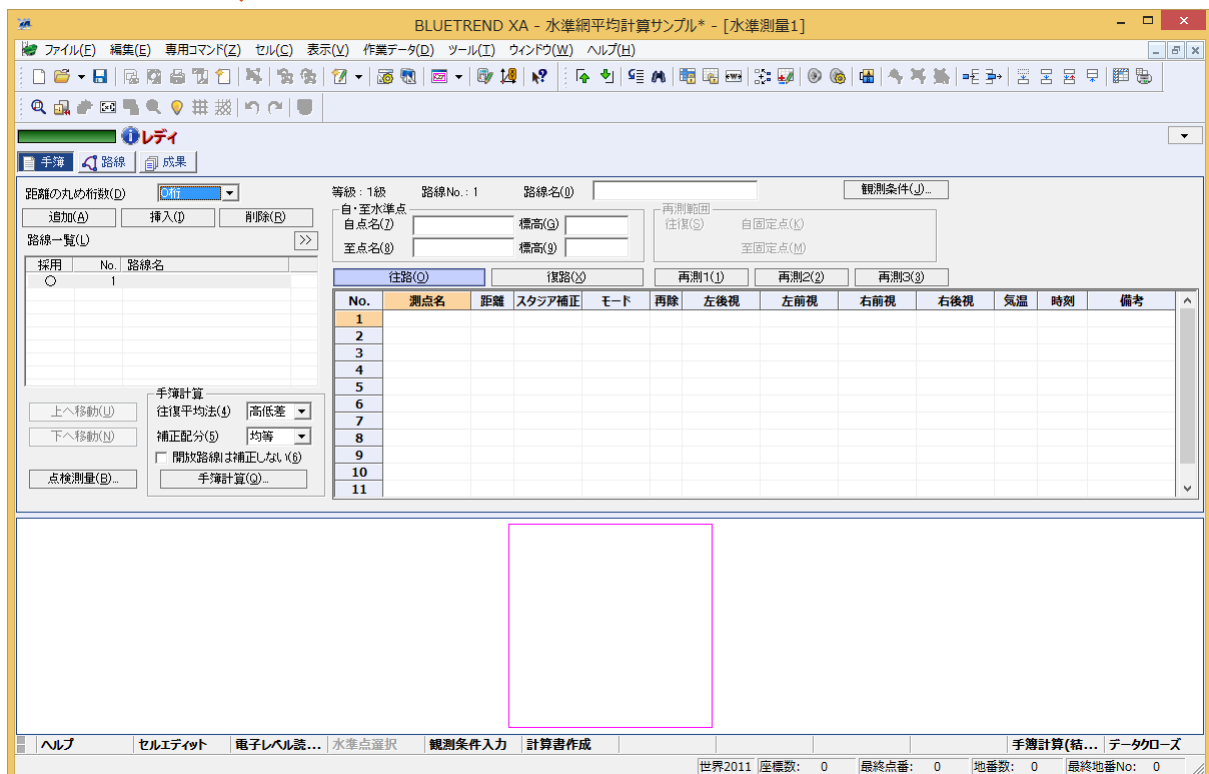 BLUETREND XA - 水準網平均計算サンプル* - [水準測量1]
ファイル(F) 編集(E) 専用コマンド(Z) セル(C) 表示(V) 作業データ(D) ツール(T) ウィンドウ(W) ヘルプ(H)
レディ
手簿 路線 成果
距離の丸め桁数(D) 0桁 等級 : 1級 路線No. : 1 路線名(0) 観測条件(J)...
追加(A) 挿入(I) 削除(R) 自・至水準点 再測範囲
自点名(7) 標高(G) 往復(S) 自固定点(K)
路線一覧(L) >> 至点名(8) 標高(9) 至固定点(M)
採用 No. 路線名
○ 1
往路(O) 復路(X) 再測1(1) 再測2(2) 再測3(3)
No. 測点名 距離 スタジア補正 モード 再除 左後視 左前視 右前視 右後視 気温 時刻 備考
1
2
3
4
5
6
7
8
9
10
11
手簿計算
上へ移動(U) 往復平均法(4) 高低差
下へ移動(N) 補正配分(5) 均等
開放路線は補正しない(6)
点検測量(B)... 手簿計算(Q)...
ヘルプ セルエディット 電子レベル読... 水準点選択 観測条件入力 計算書作成 手簿計算(結... データクローズ
世界2011 座標数: 0 最終点番: 0 地番数: 0 最終地番No: 0